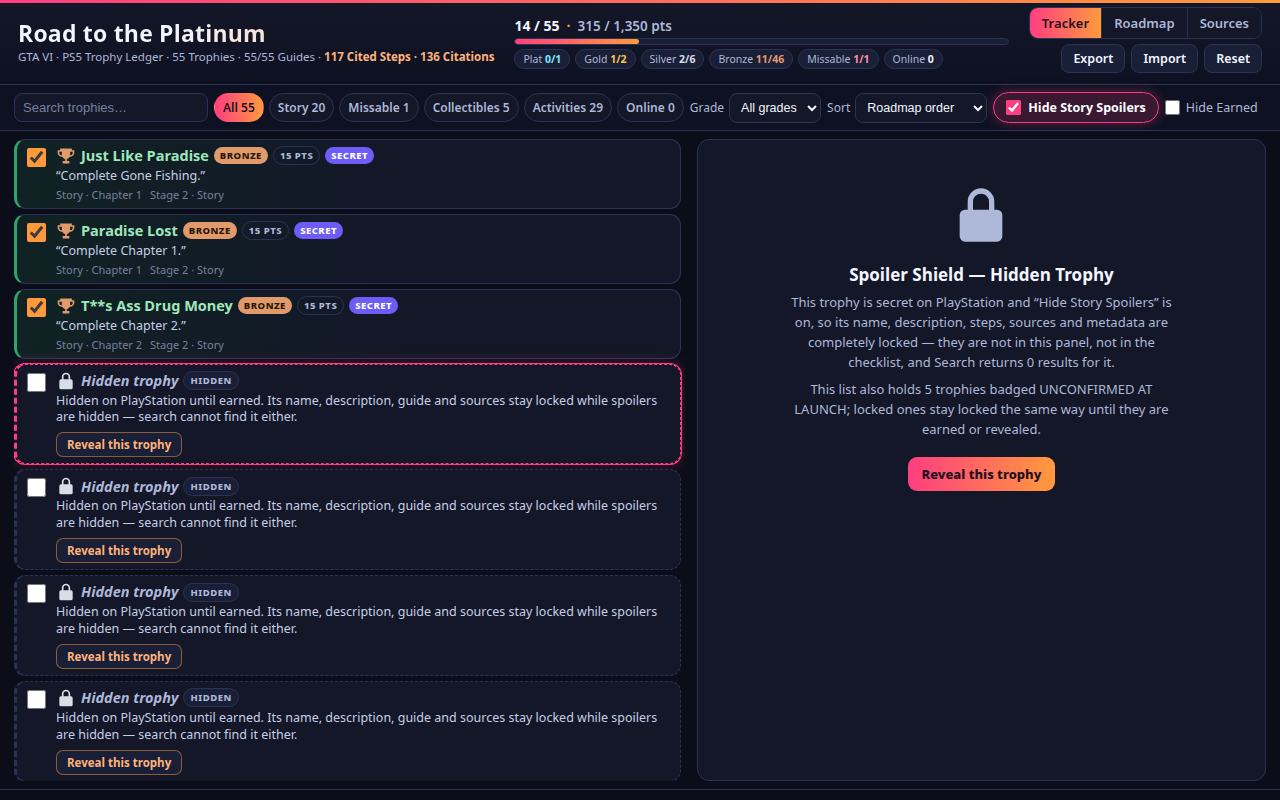 Road to the Platinum
GTA VI · PS5 Trophy Ledger · 55 Trophies · 55/55 Guides · 117 Cited Steps · 136 Citations
14 / 55 · 315 / 1,350 pts
Plat 0/1 Gold 1/2 Silver 2/6 Bronze 11/46 Missable 1/1 Online 0
Tracker Roadmap Sources
Export Import Reset
Search trophies…
All 55 Story 20 Missable 1 Collectibles 5 Activities 29 Online 0 Grade All grades Sort Roadmap order Hide Story Spoilers Hide Earned
Just Like Paradise BRONZE 15 PTS SECRET
“Complete Gone Fishing.”
Story · Chapter 1 Stage 2 · Story
Paradise Lost BRONZE 15 PTS SECRET
“Complete Chapter 1.”
Story · Chapter 1 Stage 2 · Story
T**s Ass Drug Money BRONZE 15 PTS SECRET
“Complete Chapter 2.”
Story · Chapter 2 Stage 2 · Story
Hidden trophy HIDDEN
Hidden on PlayStation until earned. Its name, description, guide and sources stay locked while spoilers
are hidden — search cannot find it either.
Reveal this trophy
Hidden trophy HIDDEN
Hidden on PlayStation until earned. Its name, description, guide and sources stay locked while spoilers
are hidden — search cannot find it either.
Reveal this trophy
Hidden trophy HIDDEN
Hidden on PlayStation until earned. Its name, description, guide and sources stay locked while spoilers
are hidden — search cannot find it either.
Reveal this trophy
Hidden trophy HIDDEN
Hidden on PlayStation until earned. Its name, description, guide and sources stay locked while spoilers
are hidden — search cannot find it either.
Reveal this trophy
Spoiler Shield — Hidden Trophy
This trophy is secret on PlayStation and “Hide Story Spoilers” is
on, so its name, description, steps, sources and metadata are
completely locked — they are not in this panel, not in the
checklist, and Search returns 0 results for it.
This list also holds 5 trophies badged UNCONFIRMED AT
LAUNCH; locked ones stay locked the same way until they are
earned or revealed.
Reveal this trophy